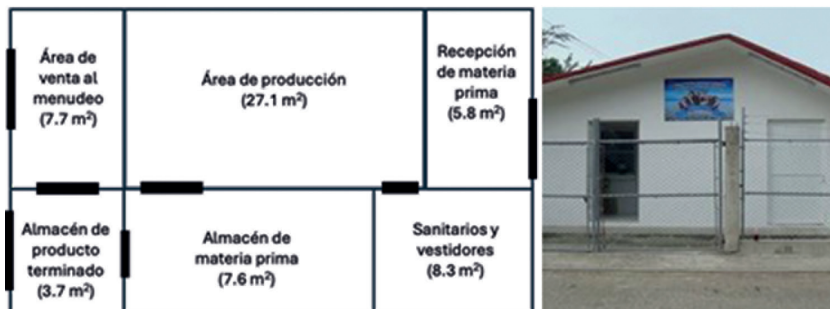 Área de
venta al
menudeo
(7.7 m²)
Área de producción
(27.1 m²)
Recepción
de materia
prima
(5.8 m²)
Almacén de
producto
terminado
(3.7 m²)
Almacén de
materia prima
(7.6 m²)
Sanitarios y
vestidores
(8.3 m²)